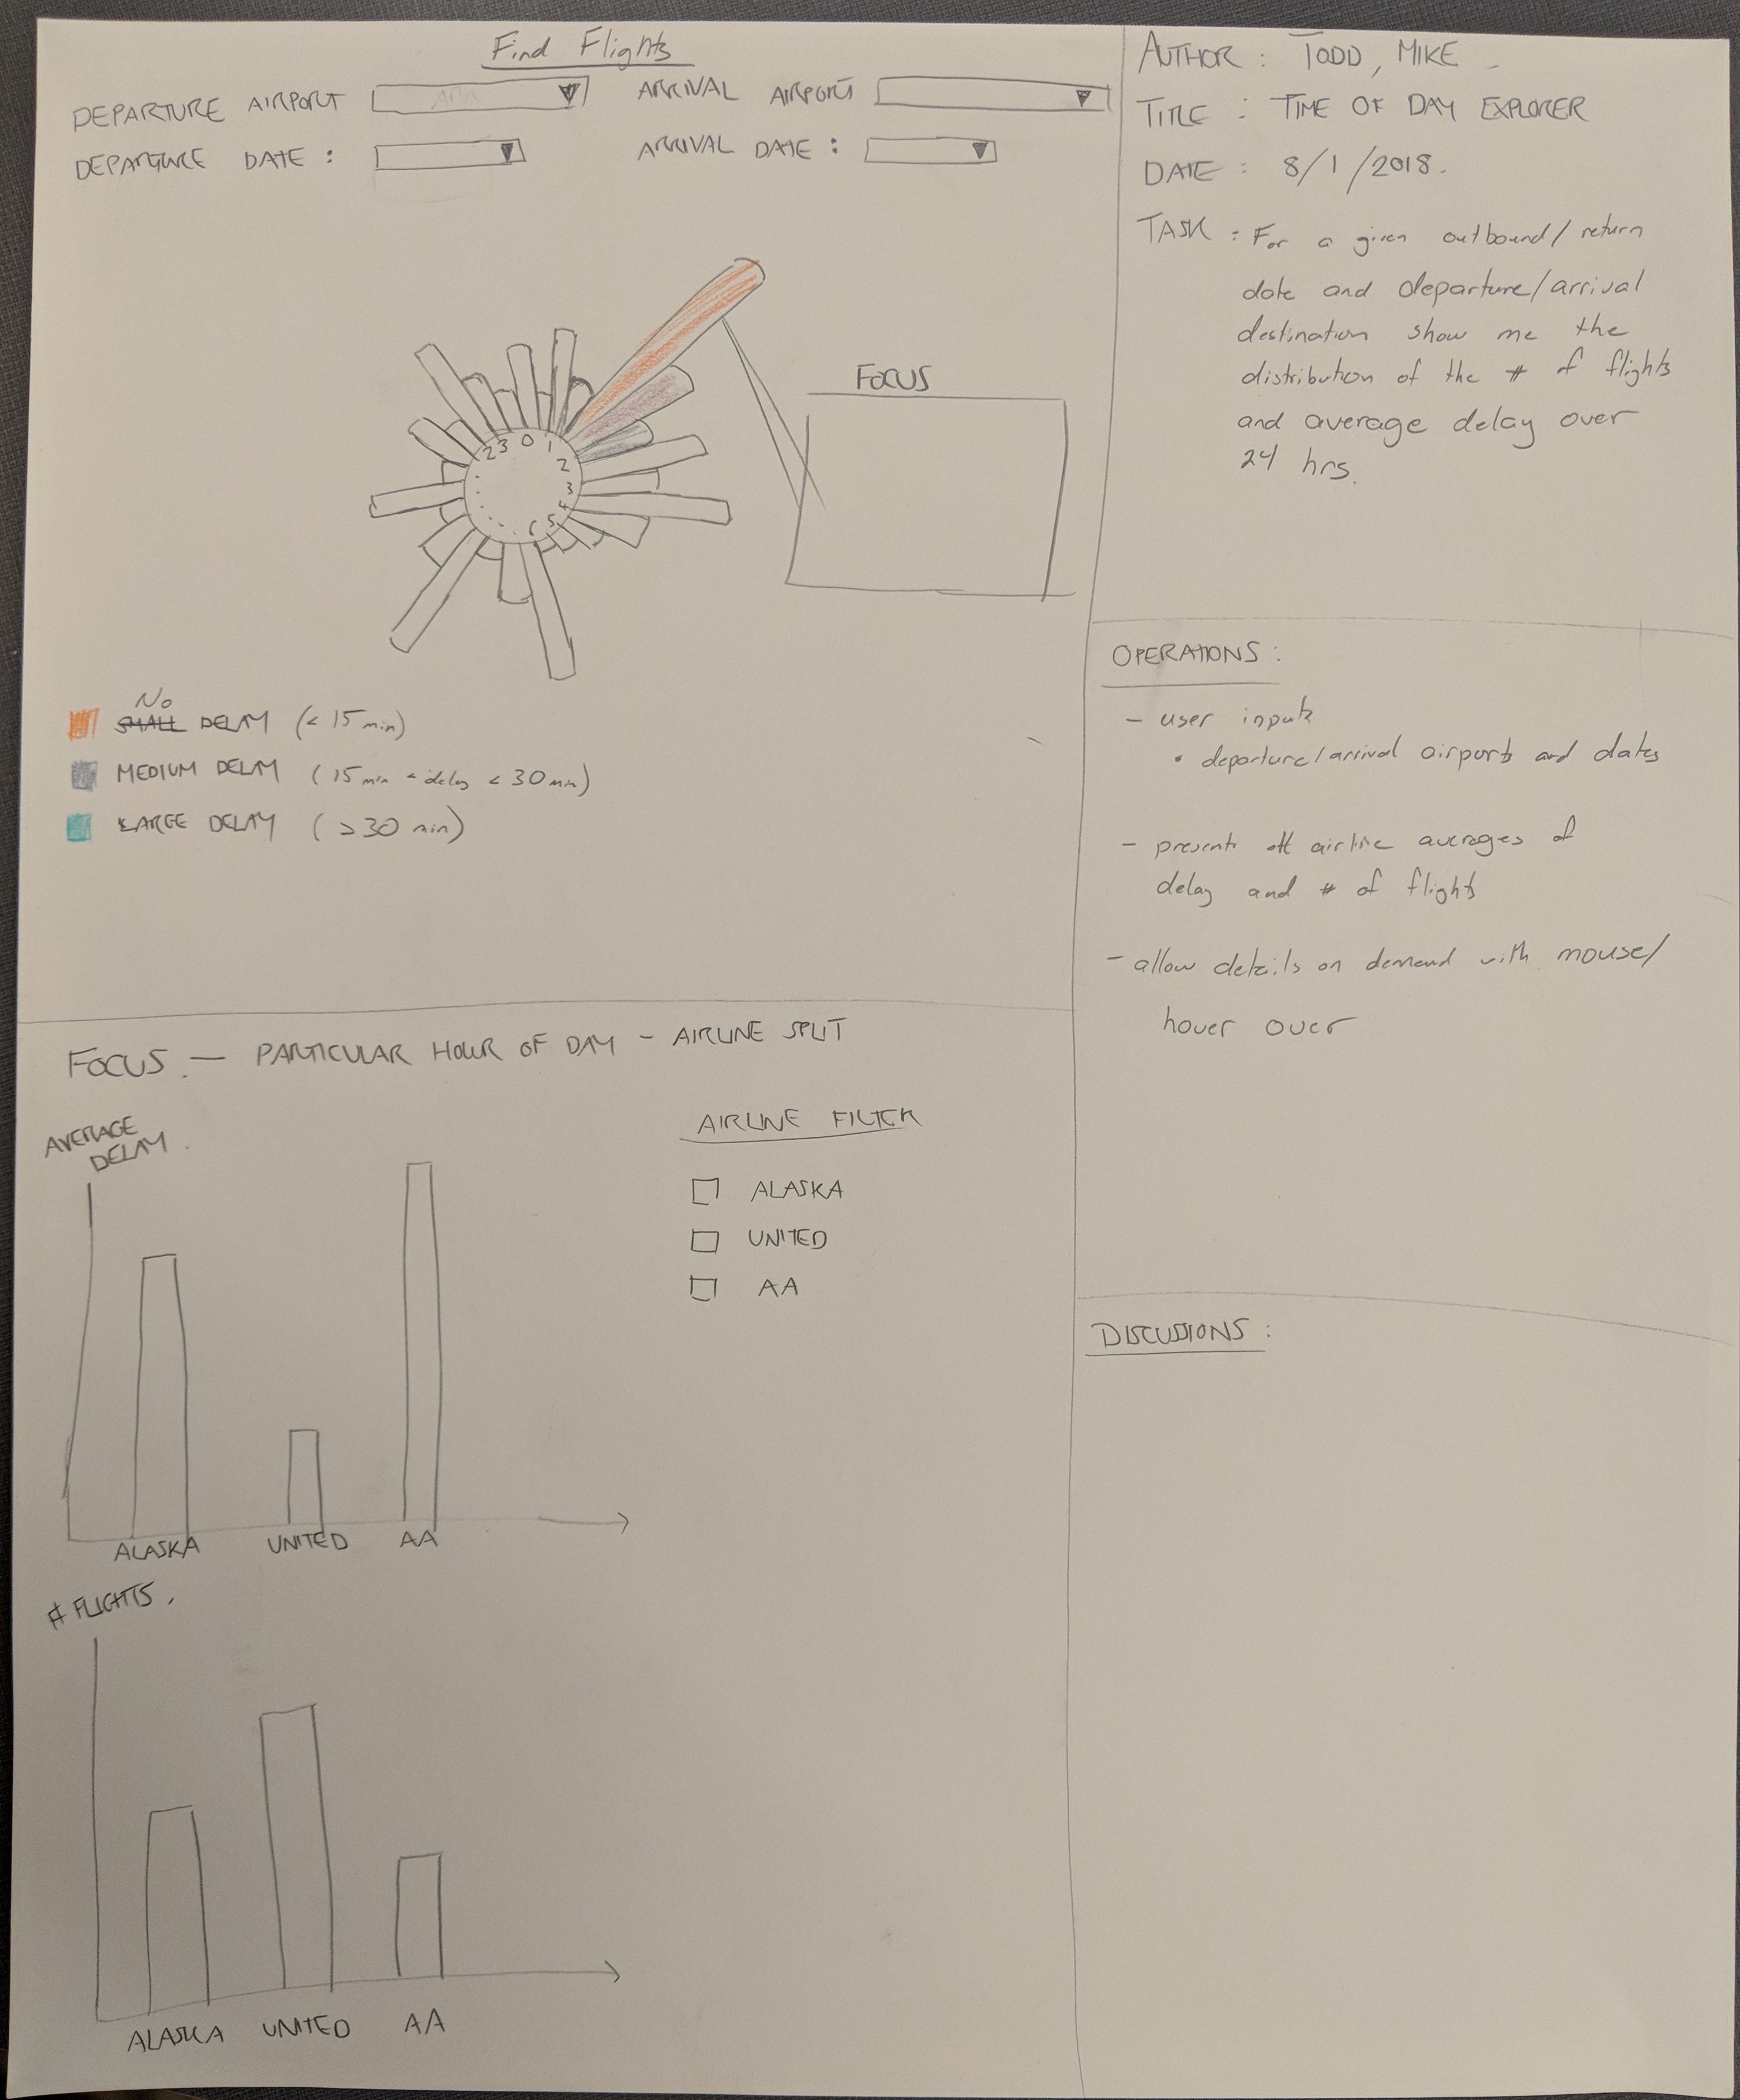 Find Flights
DEPARTURE AIRPORT
ARRIVAL AIRPORT
DEPARTURE DATE :
ARRIVAL DATE :
FOCUS
23 0 1 2 3 4 5 6
No
SMALL DELAY (< 15 min)
MEDIUM DELAY (15 min < delay < 30 min)
LARGE DELAY (> 30 min)
AUTHOR : TODD, MIKE
TITLE : TIME OF DAY EXPLORER
DATE : 8/1/2018.
TASK : For a given outbound/return
date and departure/arrival
destination show me the
distribution of the # of flights
and average delay over
24 hrs.
OPERATIONS :
- user inputs
• departure/arrival airports and dates
- present airline averages of
delay and # of flights
- allow details on demand with mouse/
hover over
FOCUS - PARTICULAR HOUR OF DAY - AIRLINE SPLIT
AVERAGE
DELAY
ALASKA UNITED AA
AIRLINE FILTER
ALASKA
UNITED
AA
# FLIGHTS.
ALASKA UNITED AA
DISCUSSIONS :